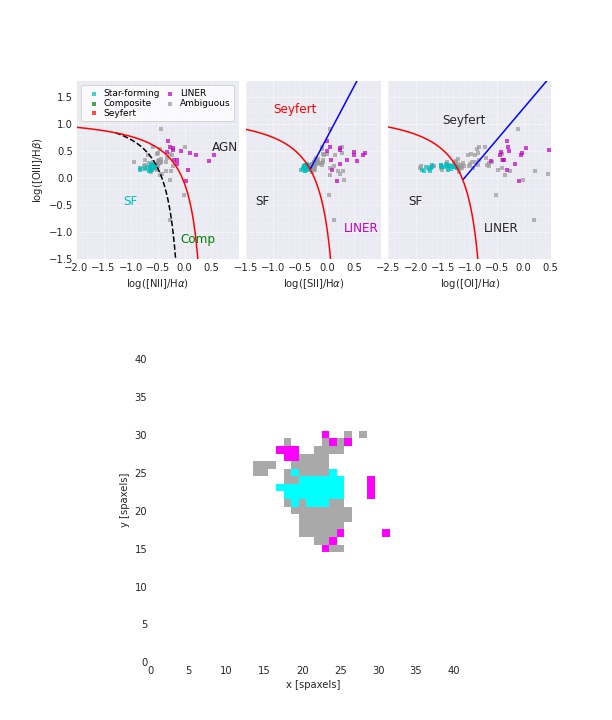 Star-forming
Composite
Seyfert
LINER
Ambiguous
AGN
SF
Comp
1.5
1.0
0.5
0.0
−0.5
−1.0
−1.5
log([OIII]/Hβ)
−2.0 −1.5 −1.0 −0.5 0.0 0.5
log([NII]/Hα)
Seyfert
SF
LINER
−1.5 −1.0 −0.5 0.0 0.5
log([SII]/Hα)
Seyfert
SF
LINER
−2.5 −2.0 −1.5 −1.0 −0.5 0.0 0.5
log([OI]/Hα)
40
35
30
25
20
15
10
5
0
y [spaxels]
0 5 10 15 20 25 30 35 40
x [spaxels]